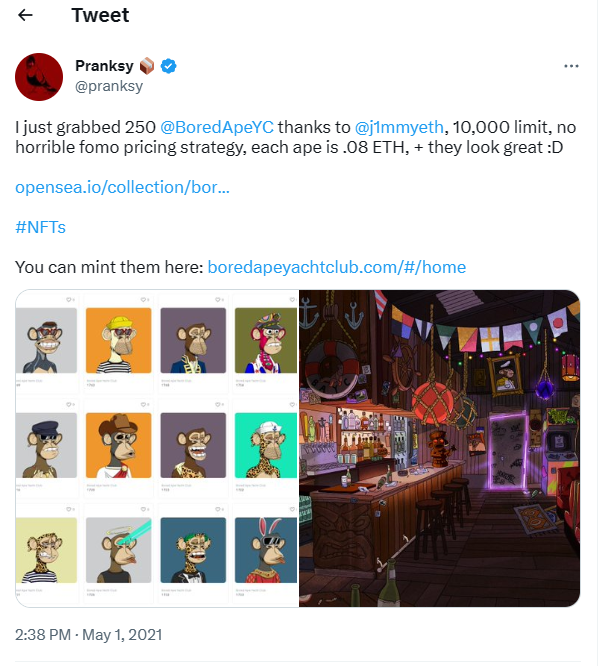 Tweet
Pranksy
@pranksy
I just grabbed 250 @BoredApeYC thanks to @j1mmyeth, 10,000 limit, no
horrible fomo pricing strategy, each ape is .08 ETH, + they look great :D
opensea.io/collection/bor...
#NFTs
You can mint them here: boredapeyachtclub.com/#/home
2:38 PM · May 1, 2021